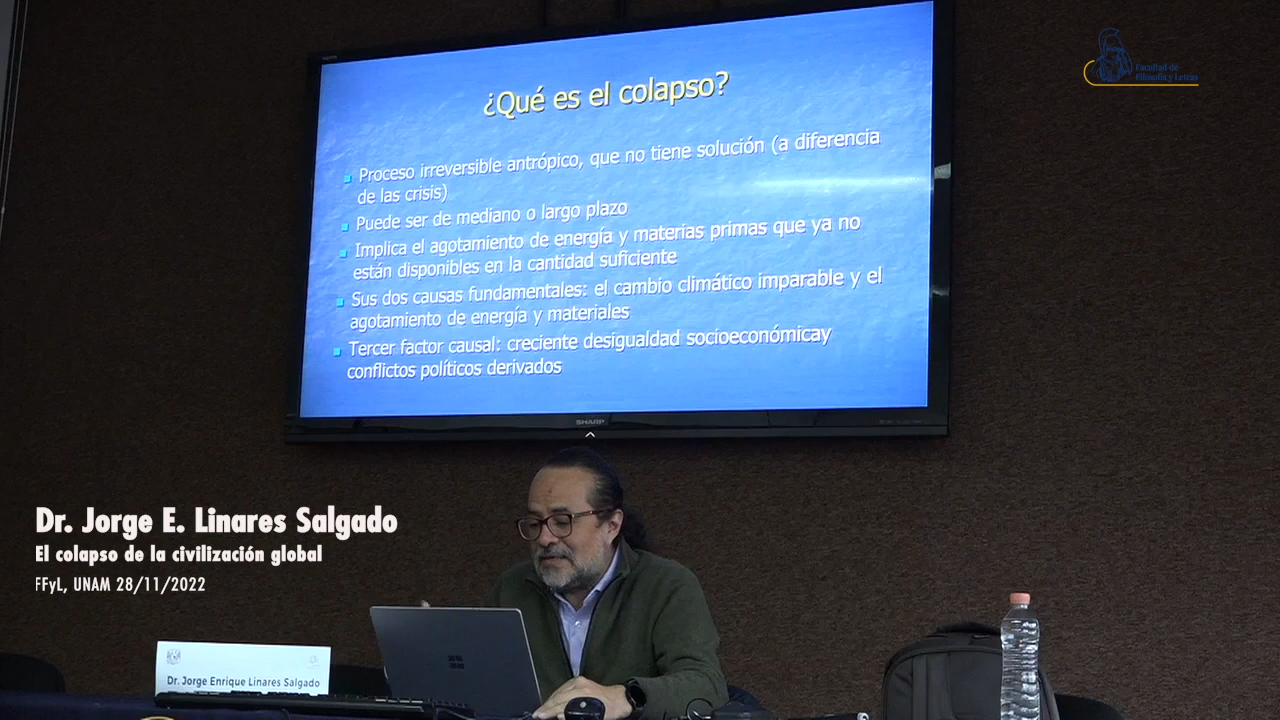 Facultad de
Filosofía y Letras
¿Qué es el colapso?
Proceso irreversible antrópico, que no tiene solución (a diferencia
de las crisis)
Puede ser de mediano o largo plazo
Implica el agotamiento de energía y materias primas que ya no
están disponibles en la cantidad suficiente
Sus dos causas fundamentales: el cambio climático imparable y el
agotamiento de energía y materiales
Tercer factor causal: creciente desigualdad socioeconómicay
conflictos políticos derivados
SHARP
Dr. Jorge E. Linares Salgado
El colapso de la civilización global
FFyL, UNAM 28/11/2022
Dr. Jorge Enrique Linares Salgado